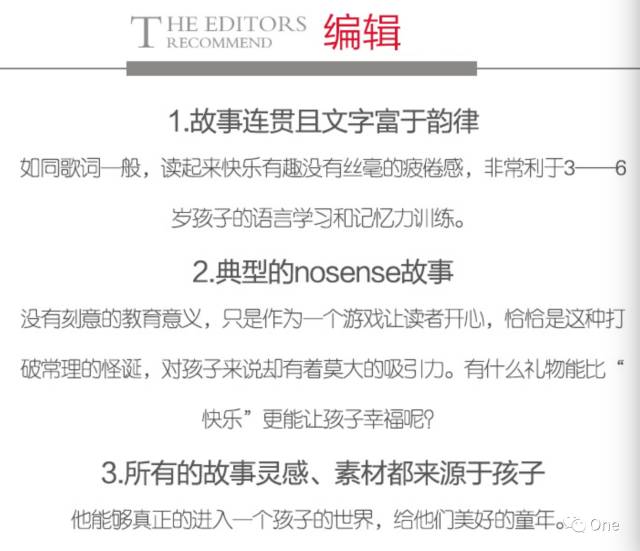 THE EDITORS
RECOMMEND
编辑
1.故事连贯且文字富于韵律
如同歌词一般，读起来快乐有趣没有丝毫的疲倦感，非常利于3——6
岁孩子的语言学习和记忆力训练。
2.典型的nosense故事
没有刻意的教育意义，只是作为一个游戏让读者开心，恰恰是这种打
破常理的怪诞，对孩子来说却有着莫大的吸引力。有什么礼物能比“
快乐”更能让孩子幸福呢？
3.所有的故事灵感、素材都来源于孩子
他能够真正的进入一个孩子的世界，给他们美好的童年。
One